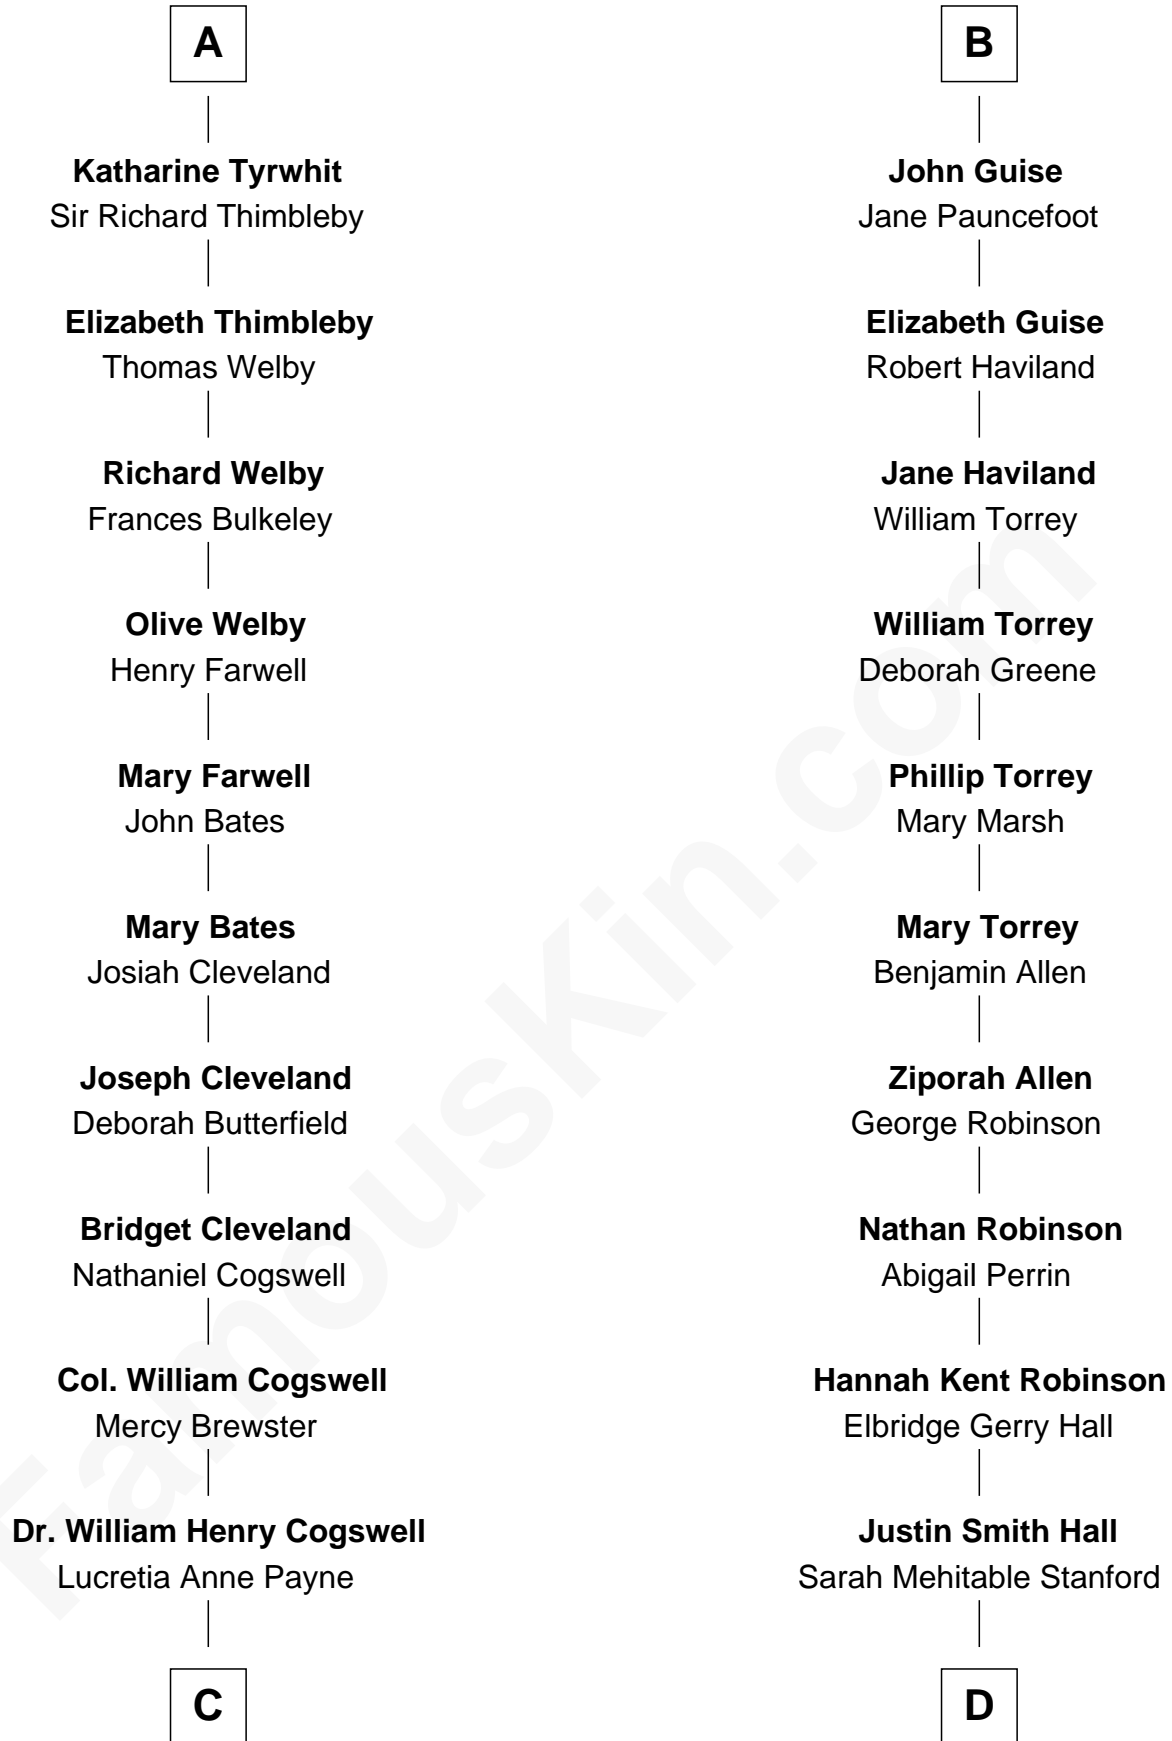 A
Katharine Tyrwhit
Sir Richard Thimbleby
Elizabeth Thimbleby
Thomas Welby
Richard Welby
Frances Bulkeley
Olive Welby
Henry Farwell
Mary Farwell
John Bates
Mary Bates
Josiah Cleveland
Joseph Cleveland
Deborah Butterfield
Bridget Cleveland
Nathaniel Cogswell
Col. William Cogswell
Mercy Brewster
Dr. William Henry Cogswell
Lucretia Anne Payne
C
B
John Guise
Jane Pauncefoot
Elizabeth Guise
Robert Haviland
Jane Haviland
William Torrey
William Torrey
Deborah Greene
Phillip Torrey
Mary Marsh
Mary Torrey
Benjamin Allen
Ziporah Allen
George Robinson
Nathan Robinson
Abigail Perrin
Hannah Kent Robinson
Elbridge Gerry Hall
Justin Smith Hall
Sarah Mehitable Stanford
D
FamousKin.com